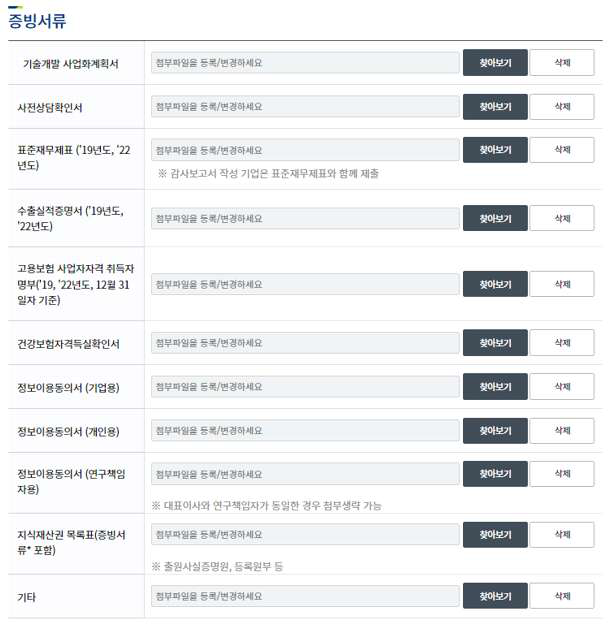 증빙서류
기술개발 사업화계획서
첨부파일을 등록/변경하세요 찾아보기 삭제
사전상담확인서
첨부파일을 등록/변경하세요 찾아보기 삭제
표준재무제표 ('19년도, '22
년도)
첨부파일을 등록/변경하세요 찾아보기 삭제
※ 감사보고서 작성 기업은 표준재무제표와 함께 제출
수출실적증명서 ('19년도,
'22년도)
첨부파일을 등록/변경하세요 찾아보기 삭제
고용보험 사업자자격 취득자
명부('19, '22년도, 12월 31
일자 기준)
첨부파일을 등록/변경하세요 찾아보기 삭제
건강보험자격득실확인서
첨부파일을 등록/변경하세요 찾아보기 삭제
정보이용동의서 (기업용)
첨부파일을 등록/변경하세요 찾아보기 삭제
정보이용동의서 (개인용)
첨부파일을 등록/변경하세요 찾아보기 삭제
정보이용동의서 (연구책임
자용)
첨부파일을 등록/변경하세요 찾아보기 삭제
※ 대표이사와 연구책임자가 동일한 경우 첨부생략 가능
지식재산권 목록표(증빙서
류* 포함)
첨부파일을 등록/변경하세요 찾아보기 삭제
※ 출원사실증명원, 등록원부 등
기타
첨부파일을 등록/변경하세요 찾아보기 삭제